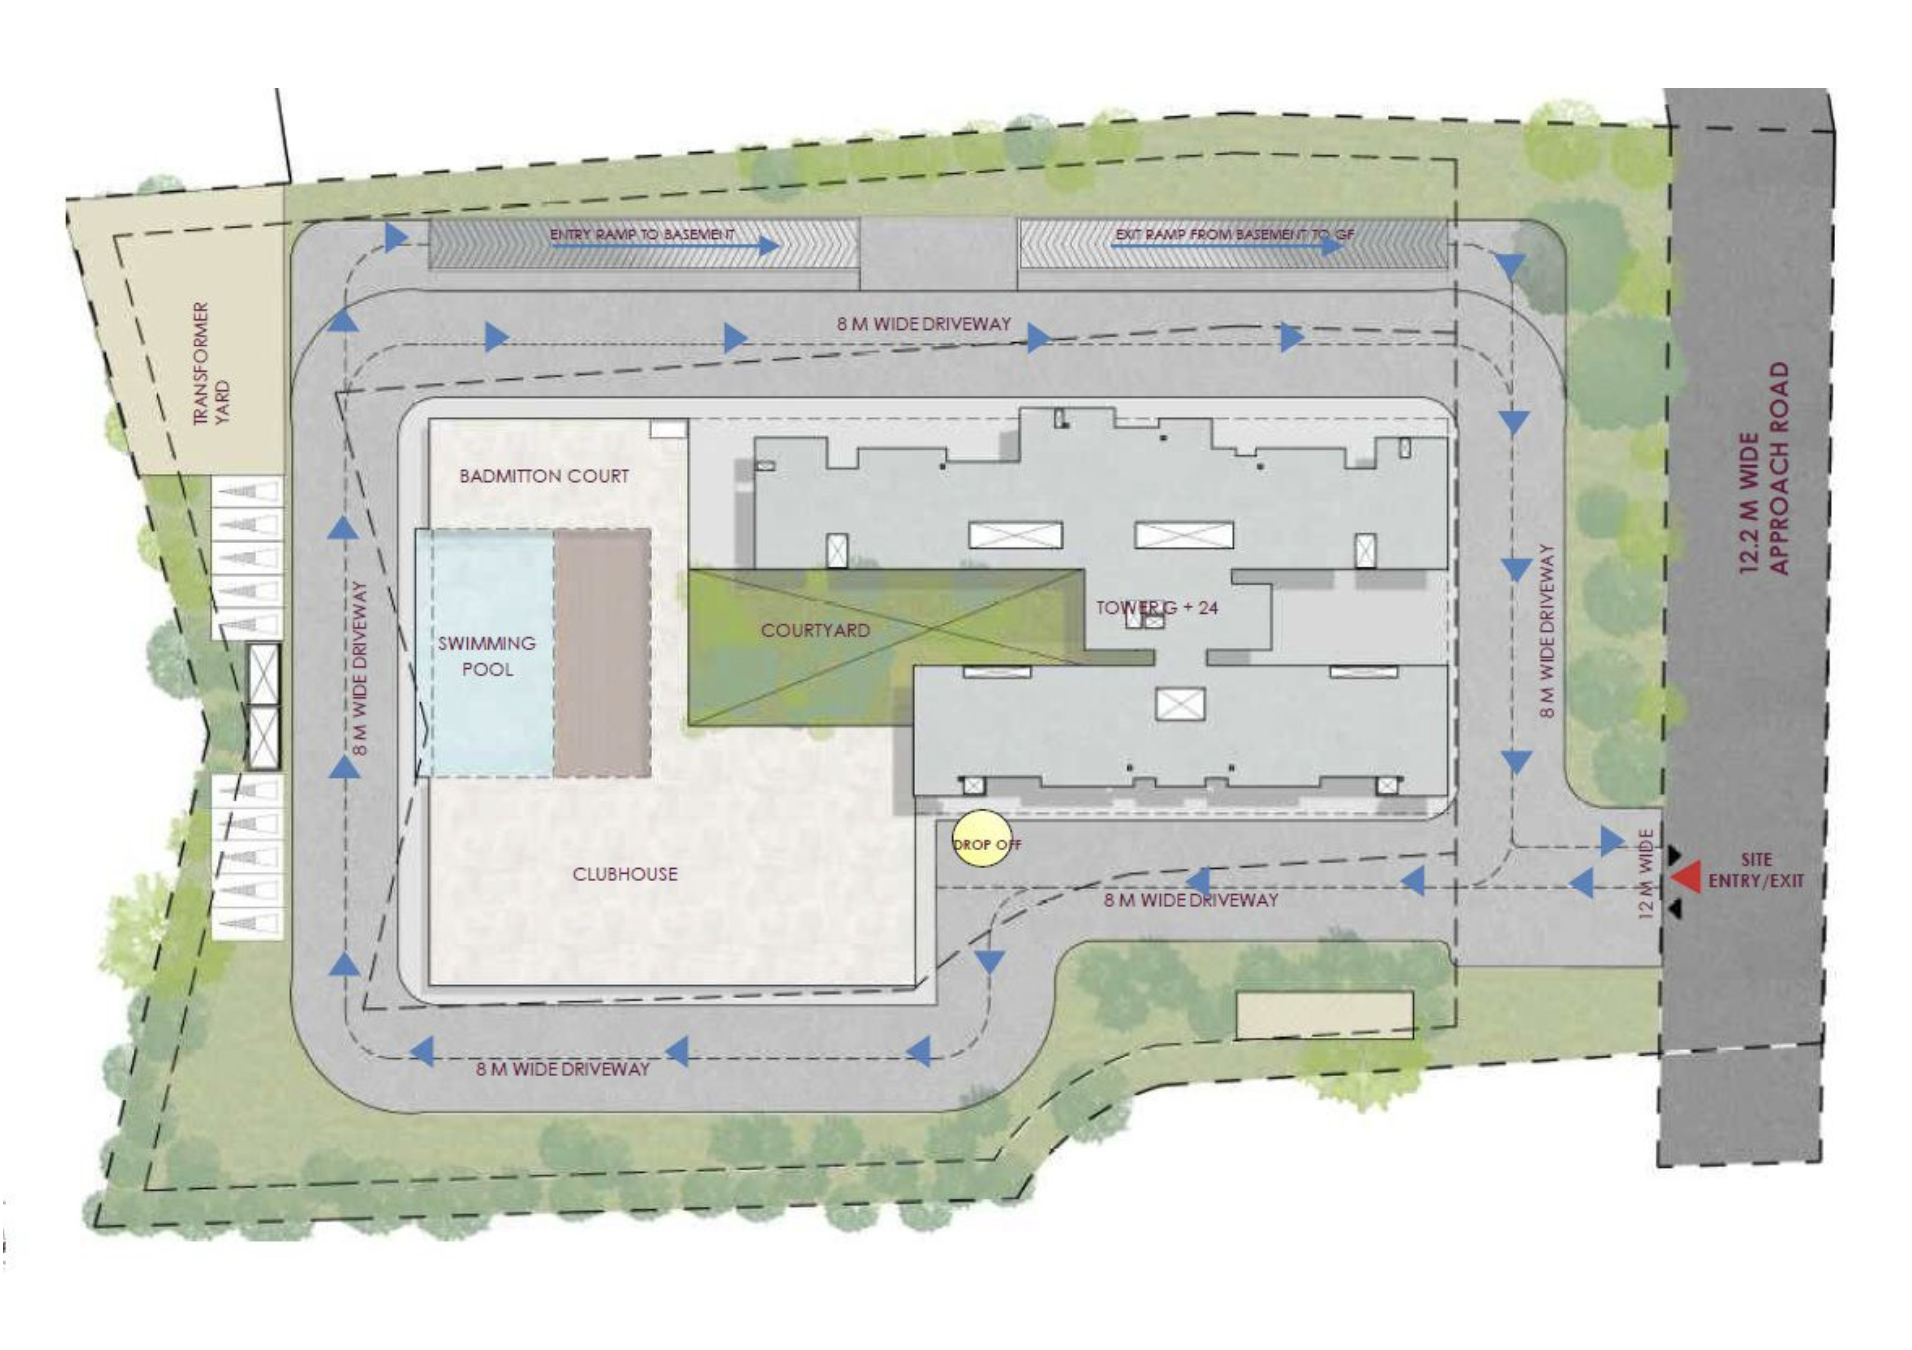 ENTRY RAMP TO BASEMENT
EXIT RAMP FROM BASEMENT TO GF
8 M WIDE DRIVEWAY
TRANSFORMER
YARD
12.2 M WIDE
APPROACH ROAD
BADMITTON COURT
8 M WIDE DRIVEWAY
SWIMMING
POOL
COURTYARD
TOWER G + 24
8 M WIDE DRIVEWAY
DROP OFF
CLUBHOUSE
8 M WIDE DRIVEWAY
12 M WIDE
SITE
ENTRY/EXIT
8 M WIDE DRIVEWAY